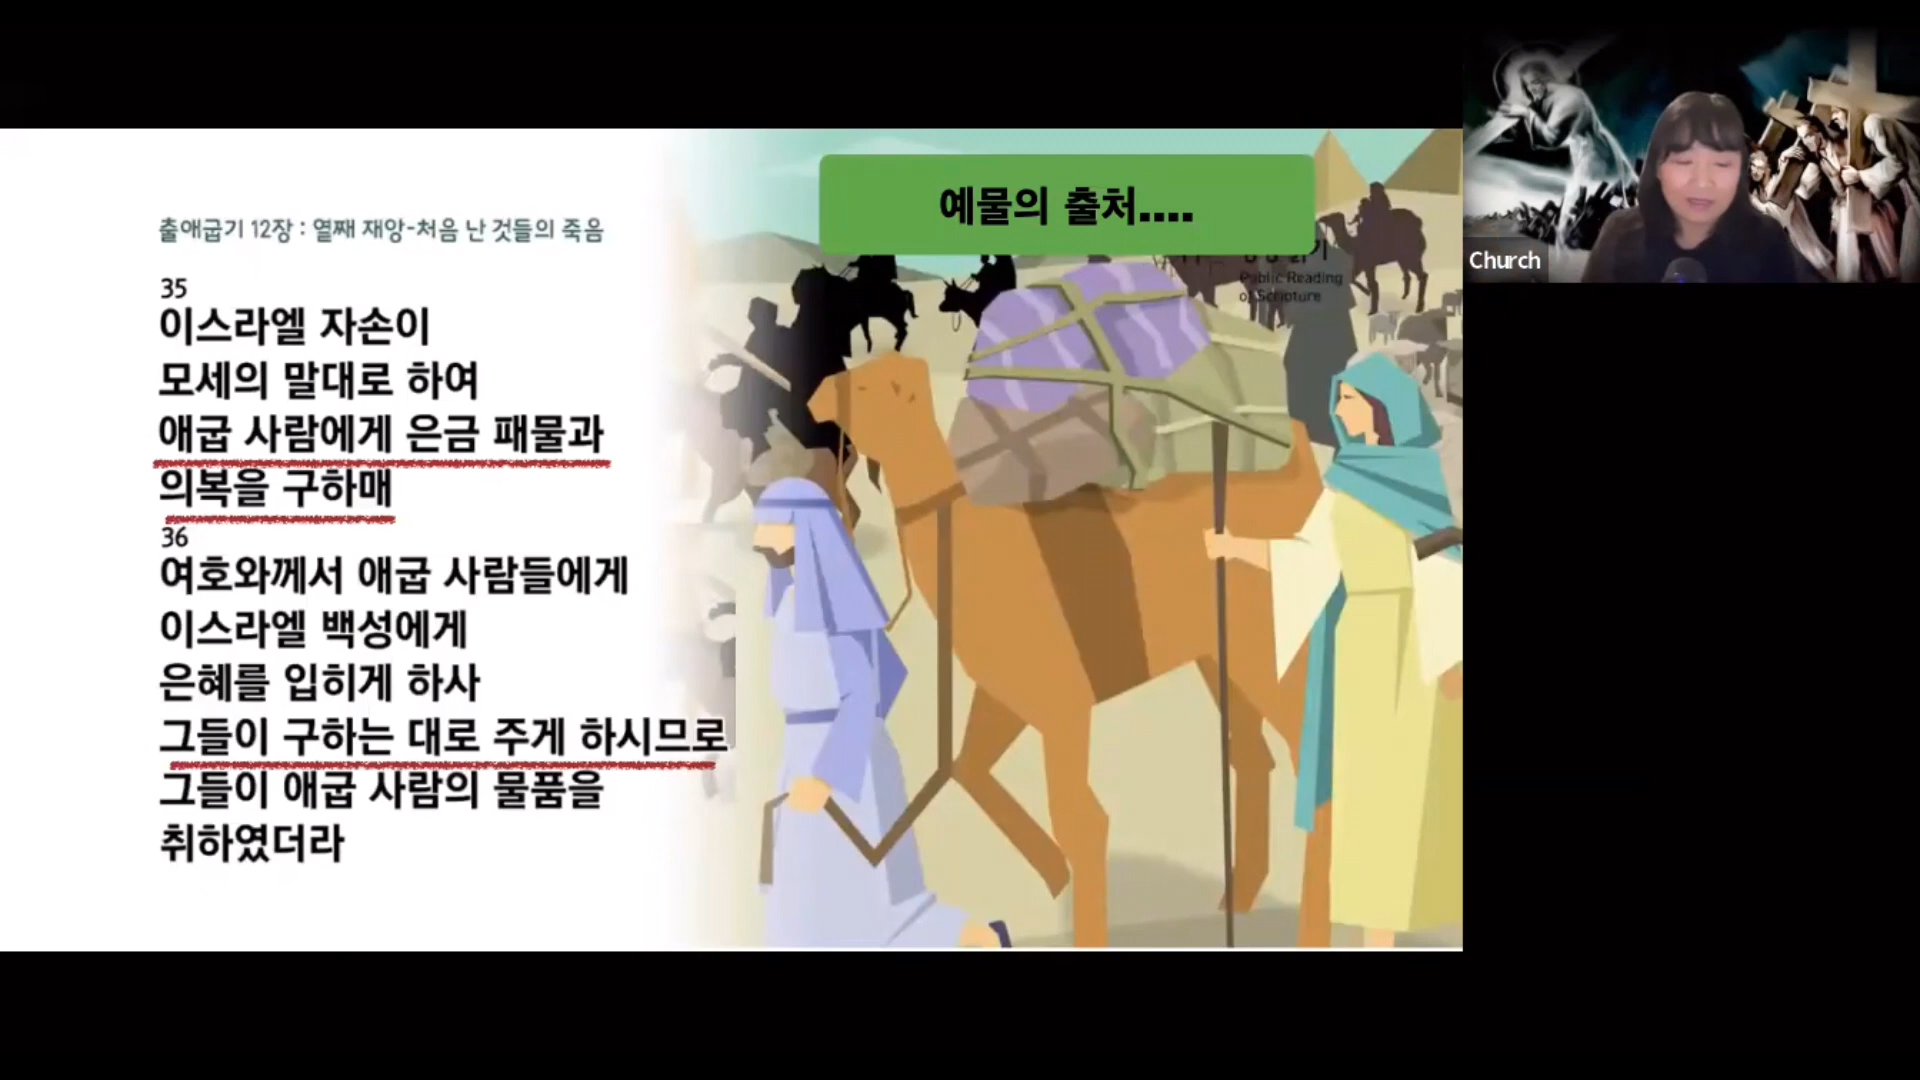 예물의 출처....
출애굽기 12장 : 열째 재앙-처음 난 것들의 죽음
35
이스라엘 자손이
모세의 말대로 하여
애굽 사람에게 은금 패물과
의복을 구하매
36
여호와께서 애굽 사람들에게
이스라엘 백성에게
은혜를 입히게 하사
그들이 구하는 대로 주게 하시므로
그들이 애굽 사람의 물품을
취하였더라
Public Reading
of Scripture
Church